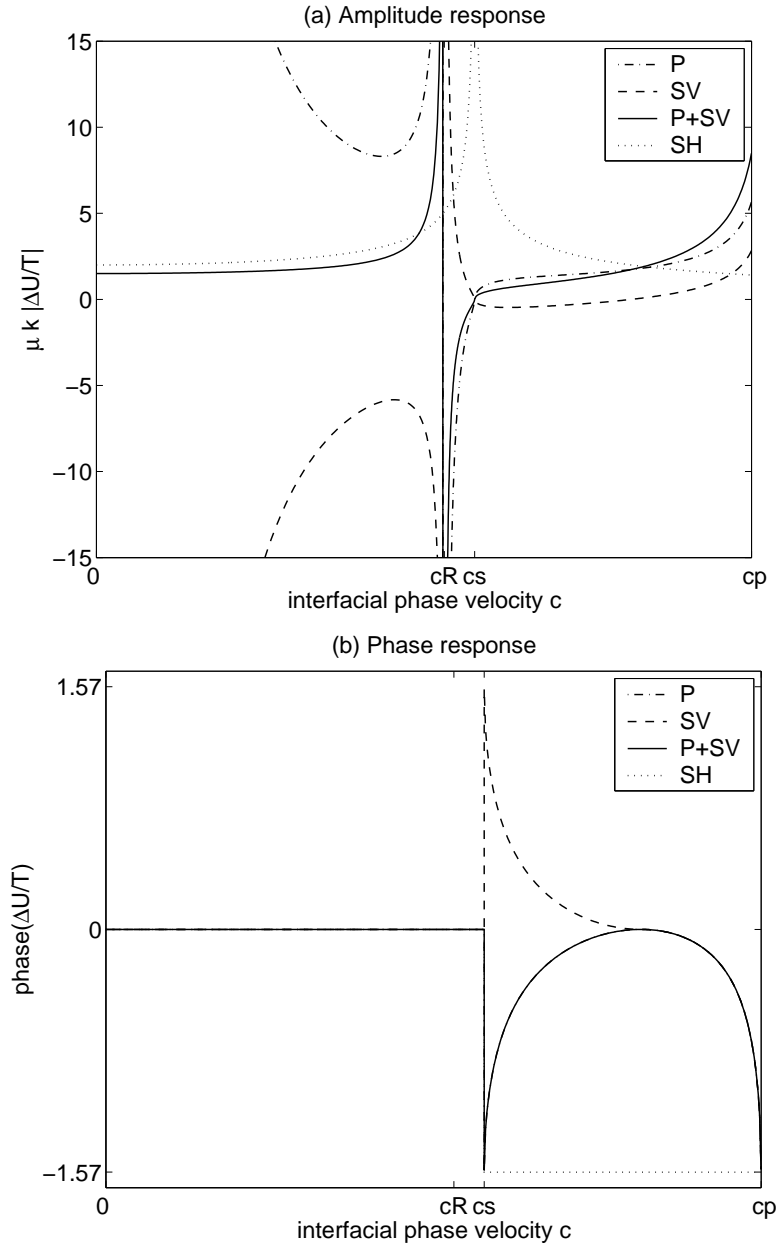 (a) Amplitude response
15
10
5
0
−5
−10
−15
μ k |ΔU/T|
P
SV
P+SV
SH
0
cR cs
cp
interfacial phase velocity c
(b) Phase response
1.57
0
−1.57
phase(ΔU/T)
P
SV
P+SV
SH
0
cR cs
cp
interfacial phase velocity c